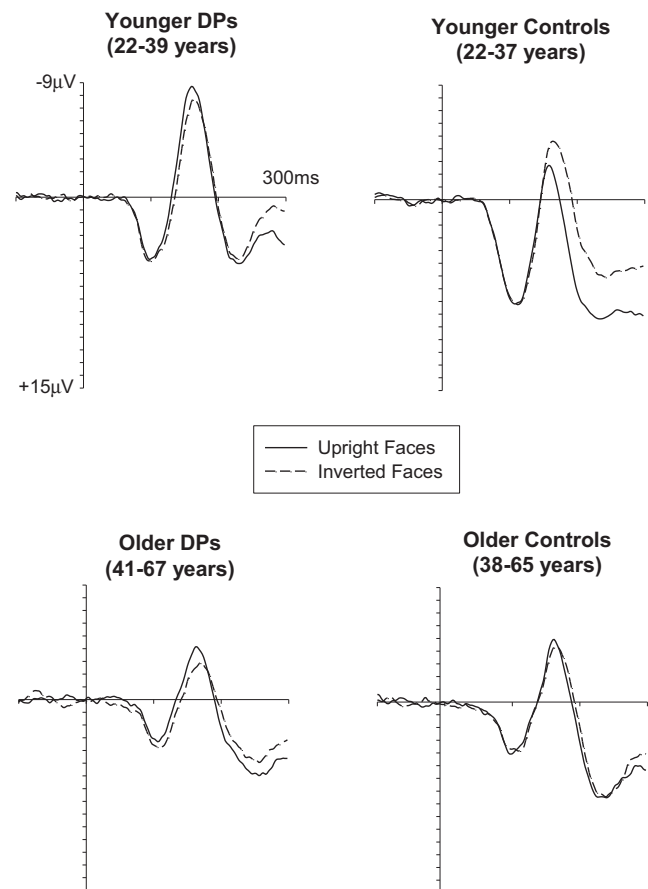 Younger DPs
(22-39 years)
Younger Controls
(22-37 years)
-9μV
300ms
+15μV
Upright Faces
Inverted Faces
Older DPs
(41-67 years)
Older Controls
(38-65 years)